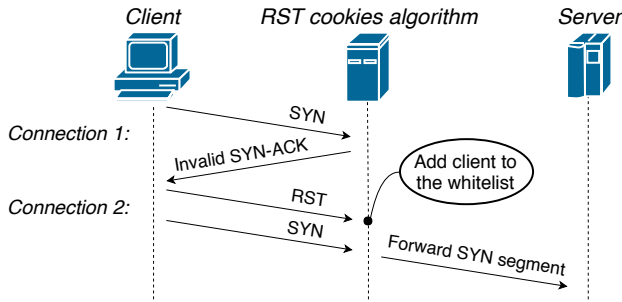 Client
RST cookies algorithm
Server
SYN
Connection 1:
Invalid SYN-ACK
Add client to
the whitelist
RST
Connection 2:
SYN
Forward SYN segment